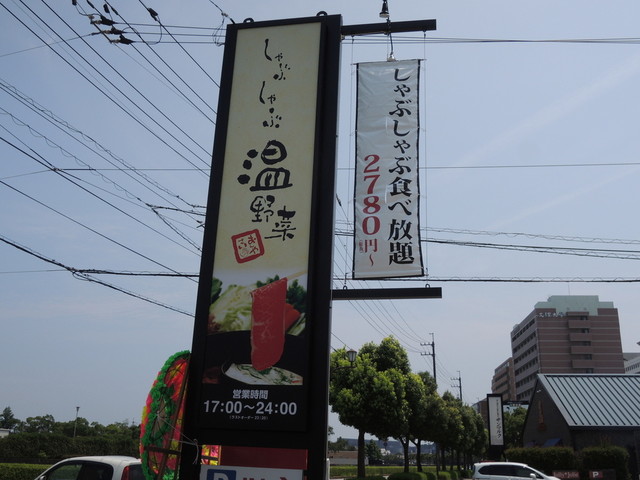 しゃぶ
しゃぶ
温
野
菜
しゃぶしゃぶ食べ放題
2780円～
営業時間
17:00～24:00
P